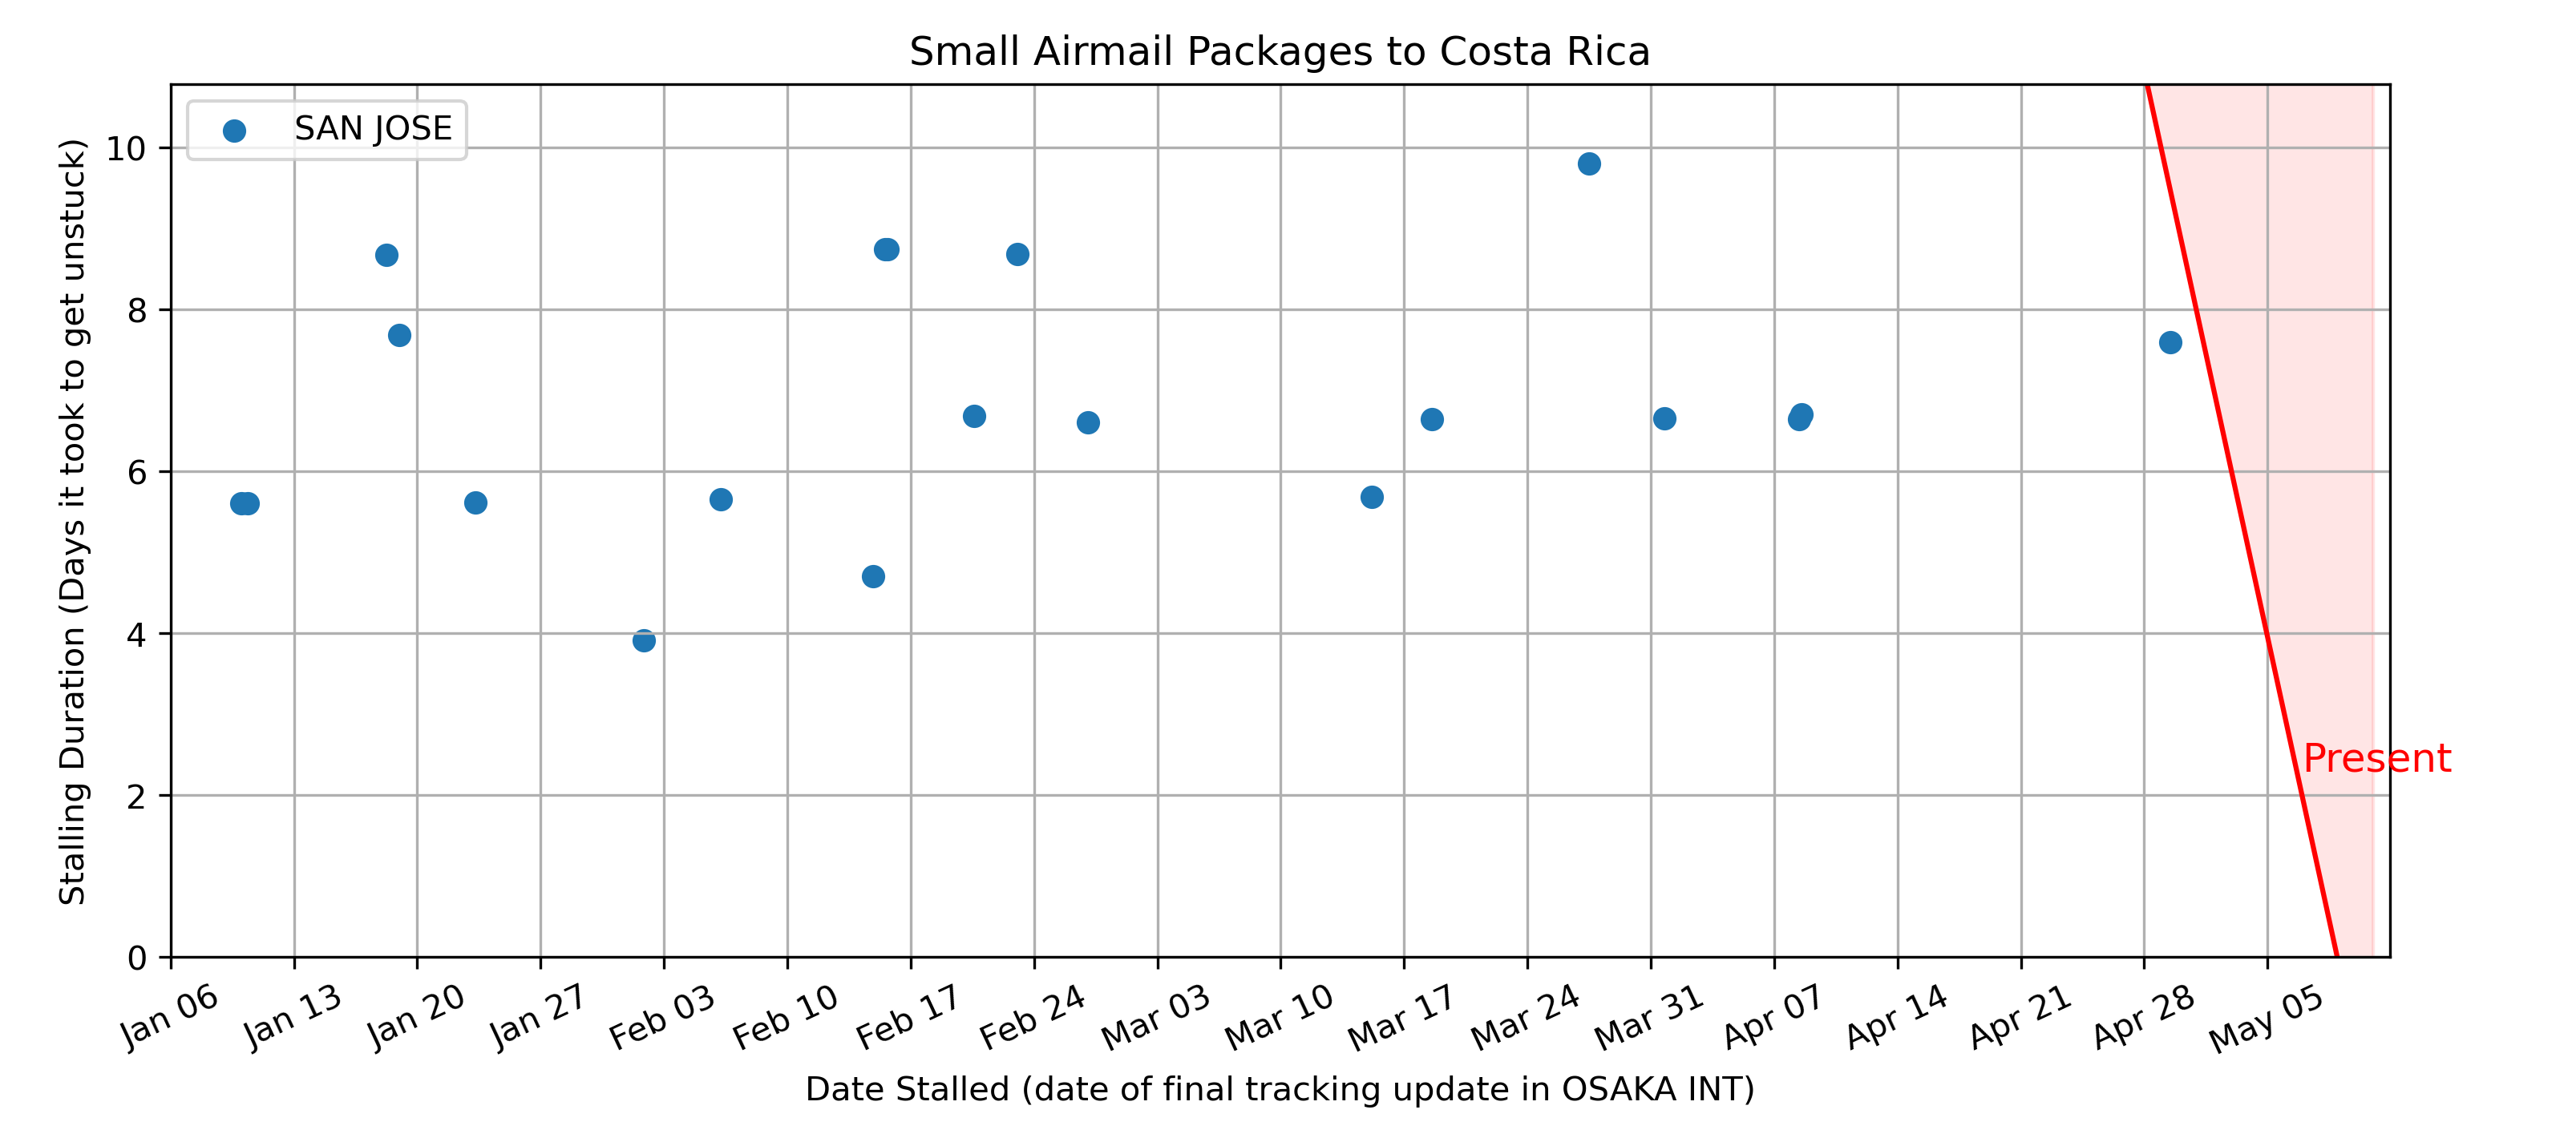 Small Airmail Packages to Costa Rica
SAN JOSE
Stalling Duration (Days it took to get unstuck)
10
8
6
4
2
0
Present
Jan 06
Jan 13
Jan 20
Jan 27
Feb 03
Feb 10
Feb 17
Feb 24
Mar 03
Mar 10
Mar 17
Mar 24
Mar 31
Apr 07
Apr 14
Apr 21
Apr 28
May 05
Date Stalled (date of final tracking update in OSAKA INT)